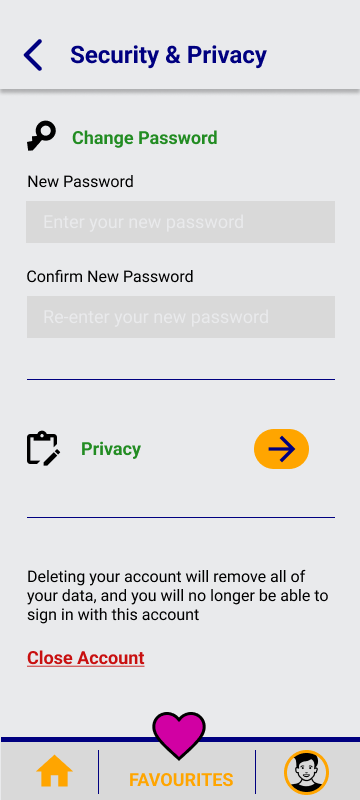 Security & Privacy
Change Password
New Password
Enter your new password
Confirm New Password
Re-enter your new password
Privacy
Deleting your account will remove all of
your data, and you will no longer be able to
sign in with this account
Close Account
FAVOURITES